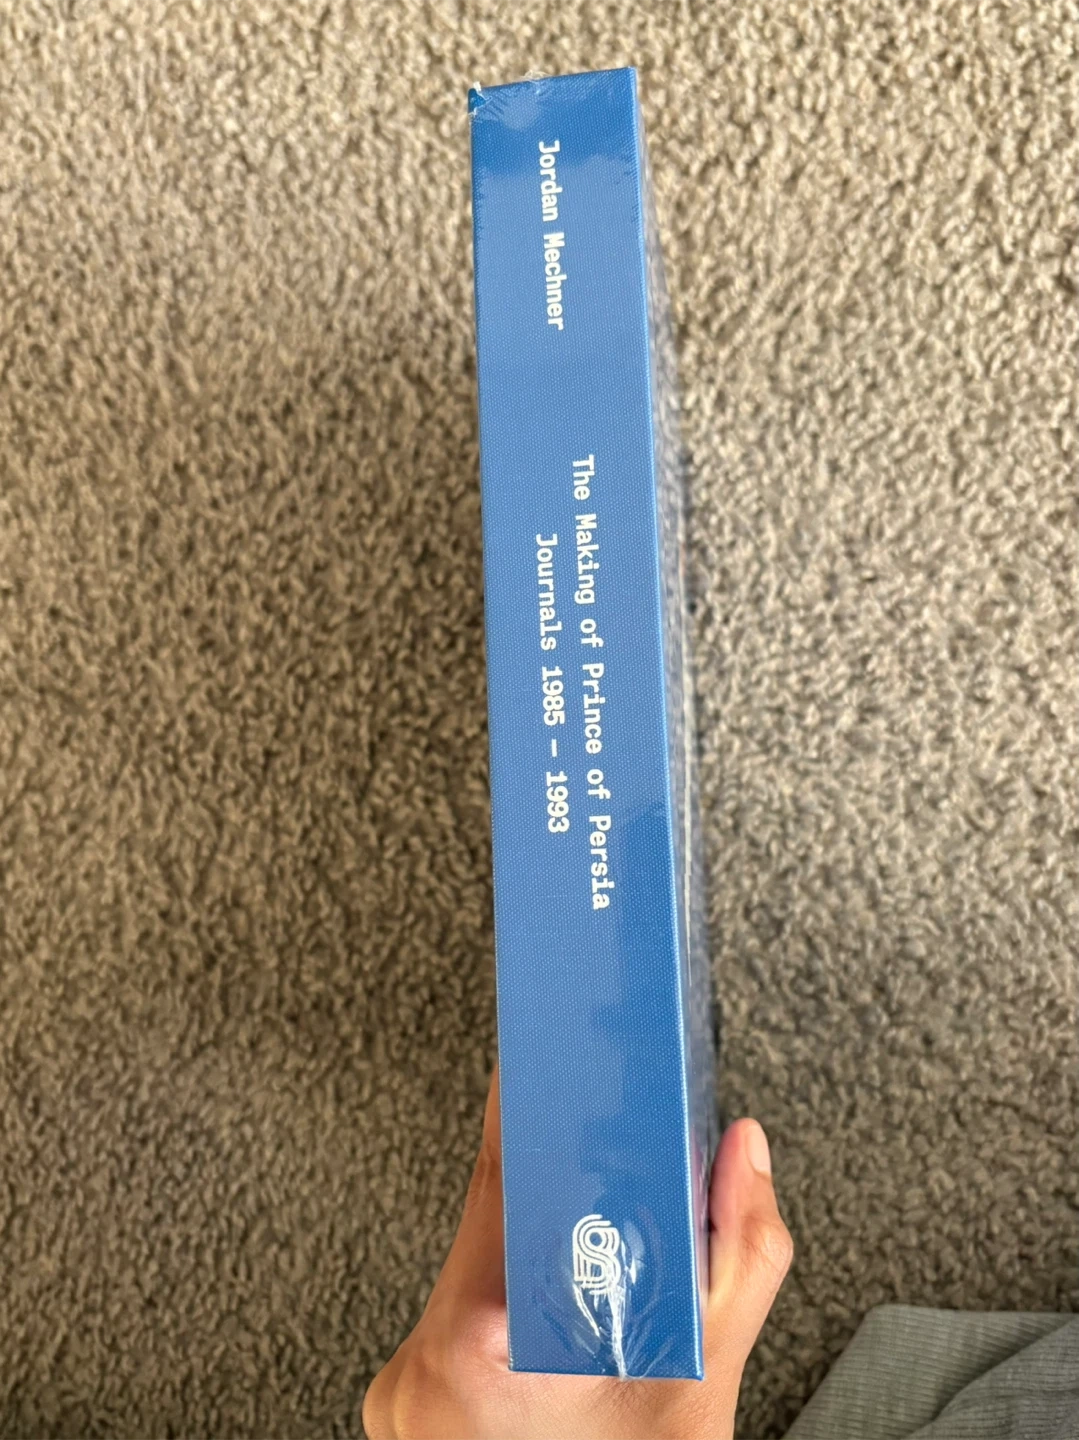 Jordan Mechner
The Making of Prince of Persia
Journals 1985 – 1993